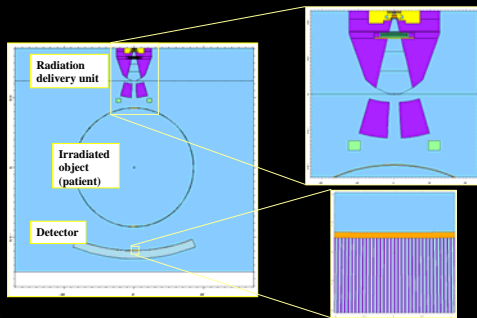 Radiation
delivery unit
Irradiated
object
(patient)
Detector